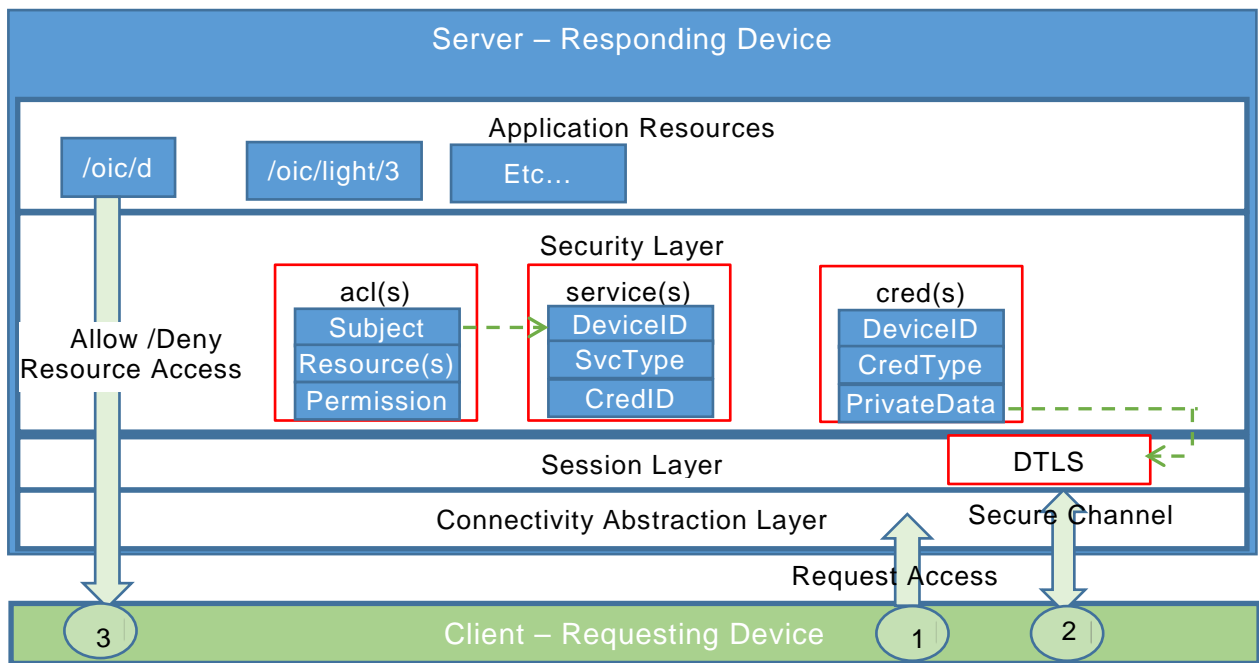 Server – Responding Device
Application Resources
/oic/d
/oic/light/3
Etc...
Security Layer
acl(s)
Subject
Resource(s)
Permission
service(s)
DeviceID
SvcType
CredID
cred(s)
DeviceID
CredType
PrivateData
Allow /Deny
Resource Access
Session Layer
DTLS
Connectivity Abstraction Layer
Secure Channel
Request Access
3
Client – Requesting Device
1
2